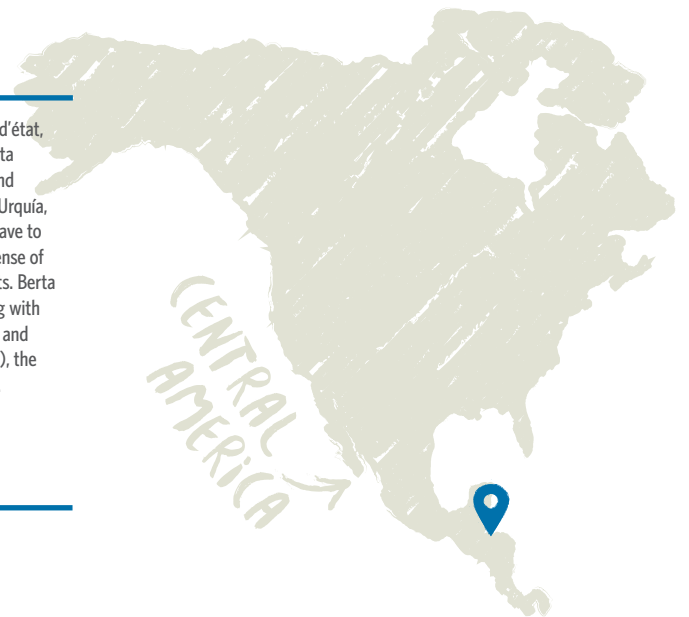 d'état,
ta
nd
Urquía,
ave to
ense of
ts. Berta
g with
and
), the
CENTRAL
AMERICA